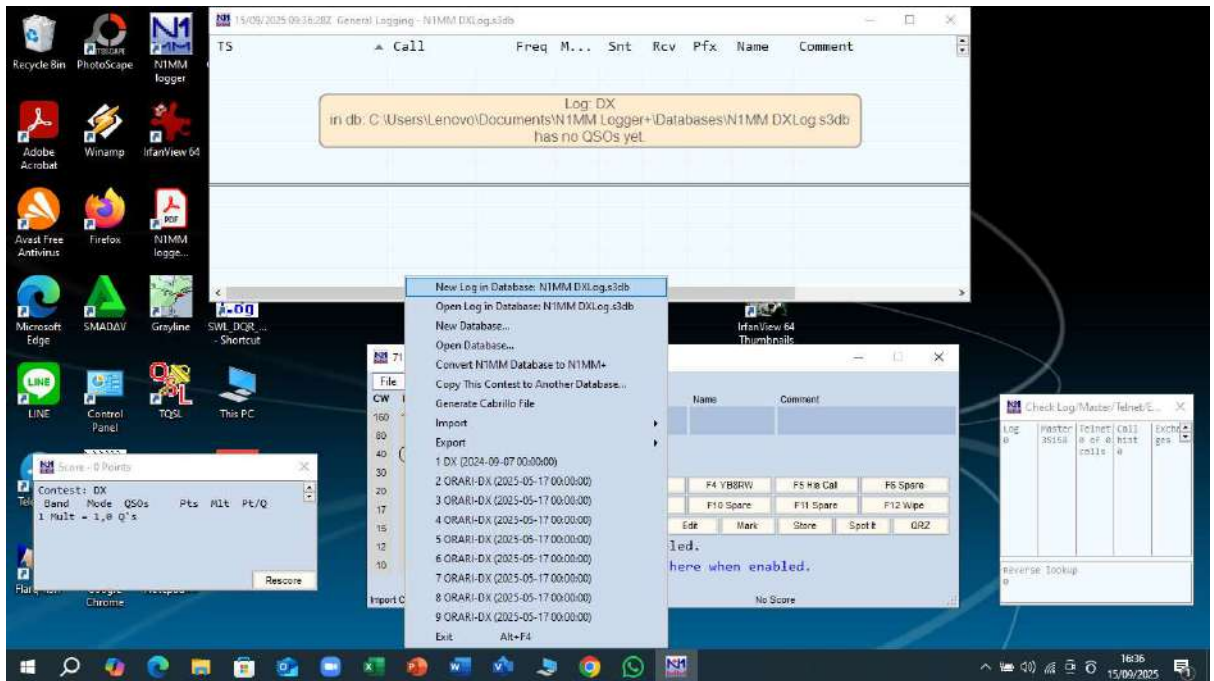 Recycle Bin
PhotoScape
N1MM logger
Adobe Acrobat
Winamp
IrfanView 64
Avast Free Antivirus
Firefox
N1MM logge...
Microsoft Edge
SMADAV
Grayline
SWL_DQR_... - Shortcut
LINE
Control Panel
TQSL
This PC
Chrome
IrfanView 64 Thumbnails
15/09/2025 09:36:28Z General Logging - N1MM DXLog.s3db
TS Call Freq M... Snt Rcv Pfx Name Comment
Log: DX
in db: C:\Users\Lenovo\Documents\N1MM Logger+\Databases\N1MM DXLog.s3db
has no QSOs yet.
New Log in Database: N1MM DXLog.s3db
Open Log in Database: N1MM DXLog.s3db
New Database...
Open Database...
Convert N1MM Database to N1MM+
Copy This Contest to Another Database...
Generate Cabrillo File
Import
Export
1 DX (2024-09-07 00:00:00)
2 ORARI-DX (2025-05-17 00:00:00)
3 ORARI-DX (2025-05-17 00:00:00)
4 ORARI-DX (2025-05-17 00:00:00)
5 ORARI-DX (2025-05-17 00:00:00)
6 ORARI-DX (2025-05-17 00:00:00)
7 ORARI-DX (2025-05-17 00:00:00)
8 ORARI-DX (2025-05-17 00:00:00)
9 ORARI-DX (2025-05-17 00:00:00)
Exit Alt+F4
71
File
CW
160
80
40
30
20
17
15
12
10
Name Comment
F4 YB8RW F5 His Call F6 Spare
F10 Spare F11 Spare F12 Wipe
Edit Mark Store Spot It QRZ
led.
here when enabled.
Import C
No Score
Score - 0 Points
Contest: DX
Band Mode QSOs Pts Mlt Pt/Q
1 Mult = 1,0 Q's
Rescore
Check Log/Master/Telnet/E...
Log 0
Master 35158
Telnet 0 of 0 calls
Call hist 0
Exchanges
Reverse lookup
0
16:36
15/09/2025